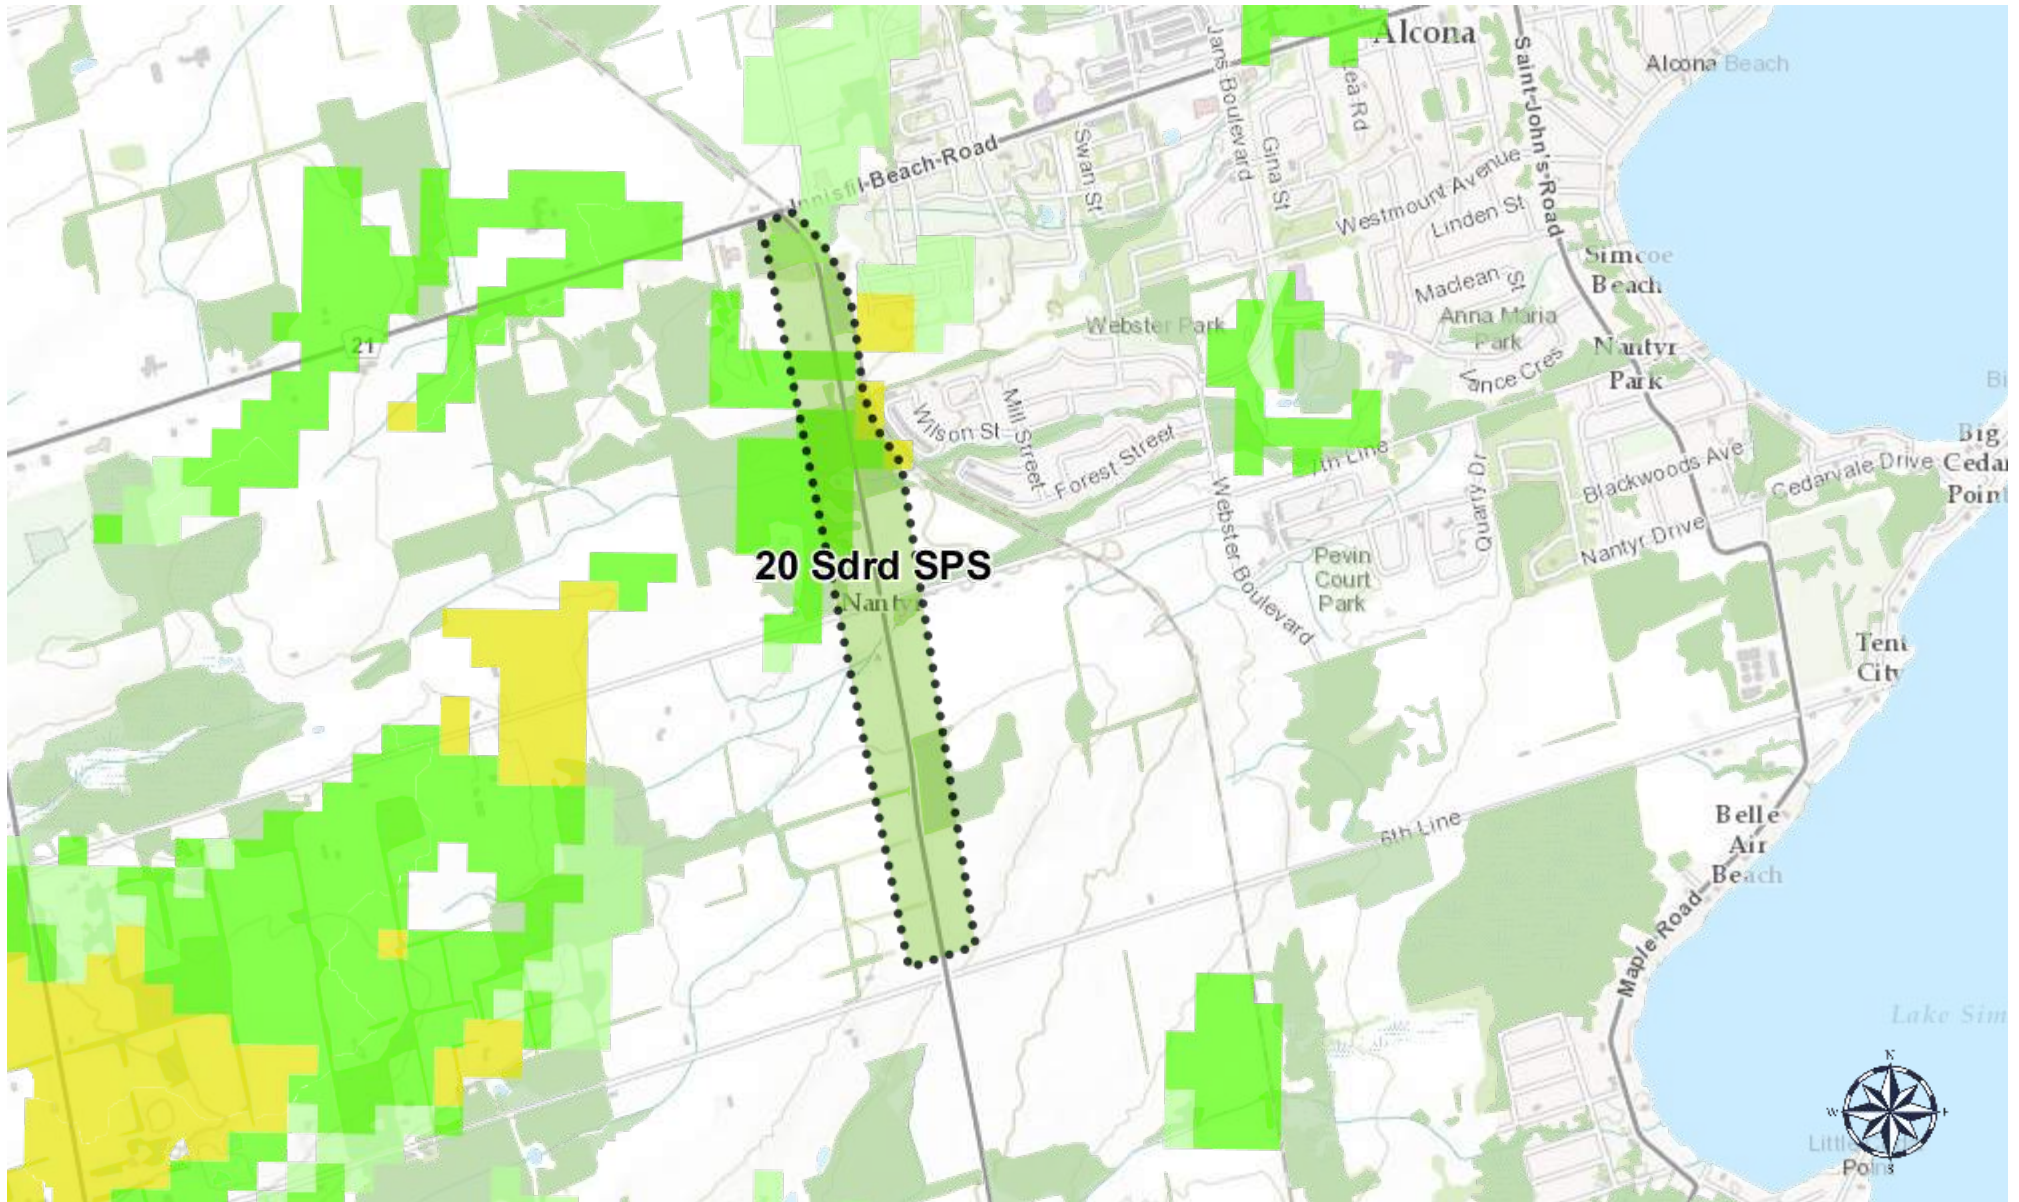 Alcona
Alcona Beach
Saint John's Road
Jans Boulevard
Lea Rd
Gina St
Swan St
Innisfil-Beach-Road
Westmount Avenue
Linden St
Simcoe
Beach
Maclean St
Anna Maria
Park
Webster Park
Nantyr
Park
Vance Cres
21
Mill Street
Wilson St
Forest Street
7th Line
Quarry Dr
Blackwoods Ave
Cedarvale Drive
Big
Cedar
Point
Bi
Webster Boulevard
Nantyr Drive
Pevin
Court
Park
20 Sdrd SPS
Nantyr
Tent
City
6th Line
Belle
Air
Beach
Maple Road
Lake Sim
N
W
E
S